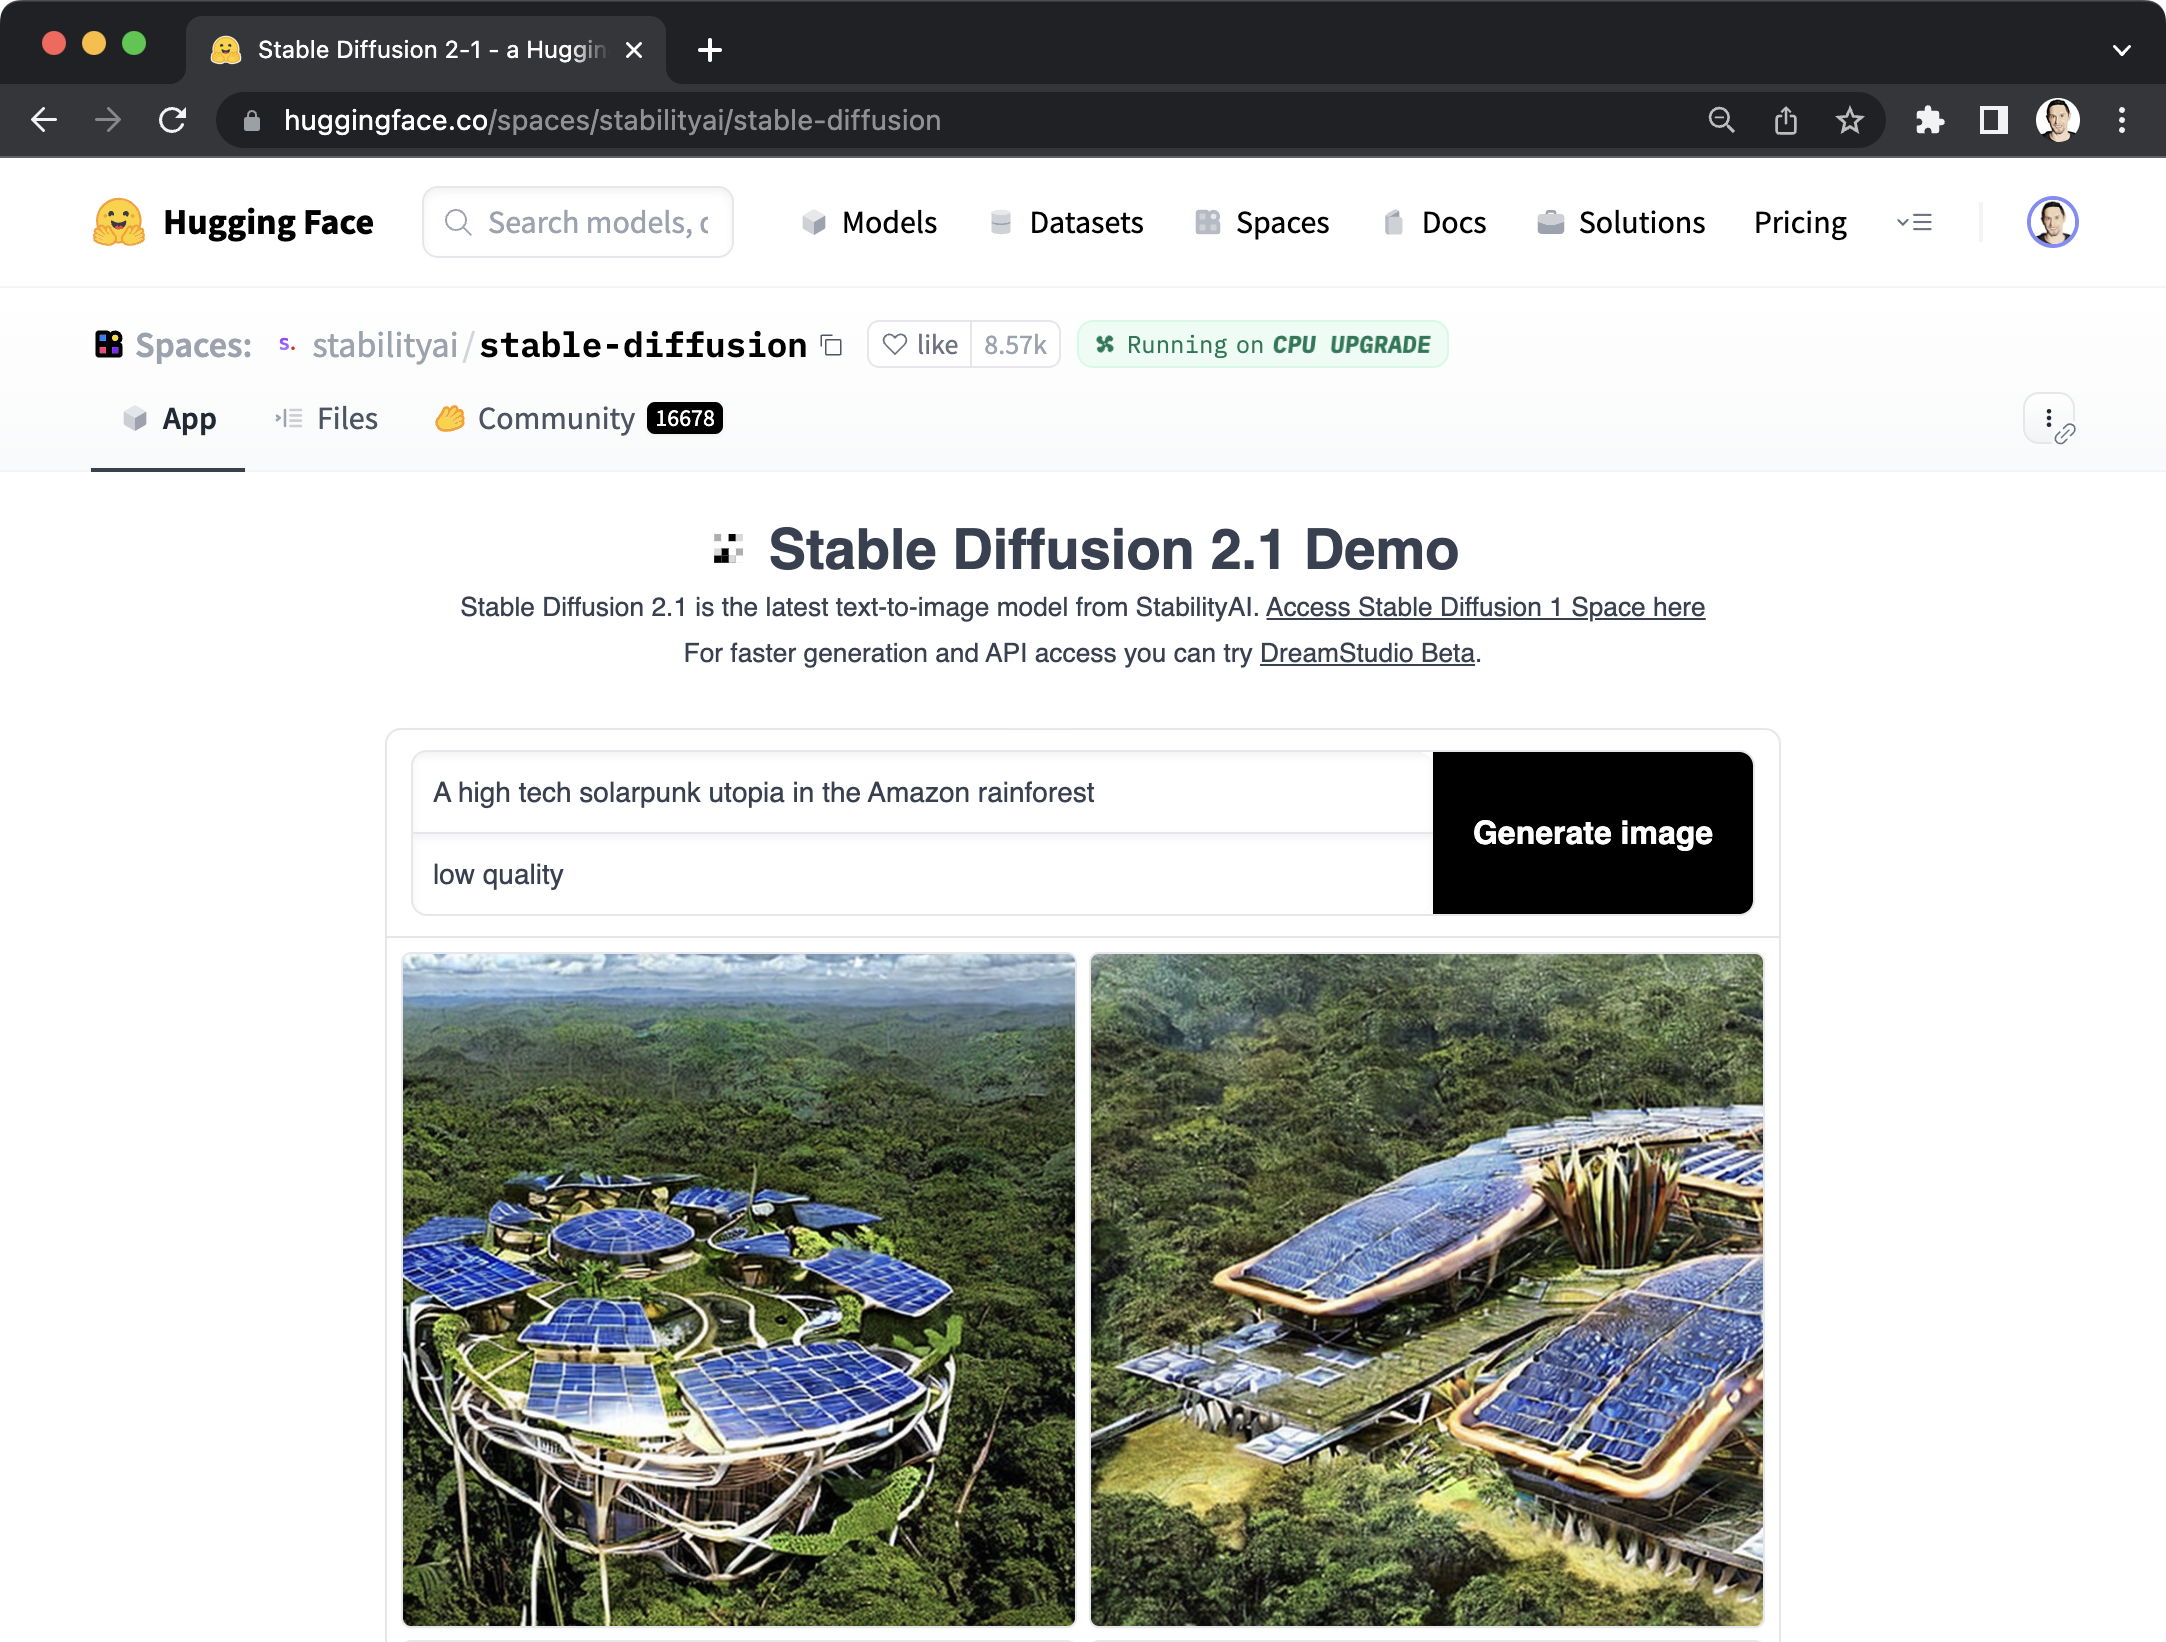 Stable Diffusion 2-1 - a Huggin
huggingface.co/spaces/stabilityai/stable-diffusion
Hugging Face
Search models, c
Models
Datasets
Spaces
Docs
Solutions
Pricing
Spaces: s. stabilityai/stable-diffusion
like 8.57k
Running on CPU UPGRADE
App
Files
Community 16678
Stable Diffusion 2.1 Demo
Stable Diffusion 2.1 is the latest text-to-image model from StabilityAI. Access Stable Diffusion 1 Space here
For faster generation and API access you can try DreamStudio Beta.
A high tech solarpunk utopia in the Amazon rainforest
low quality
Generate image